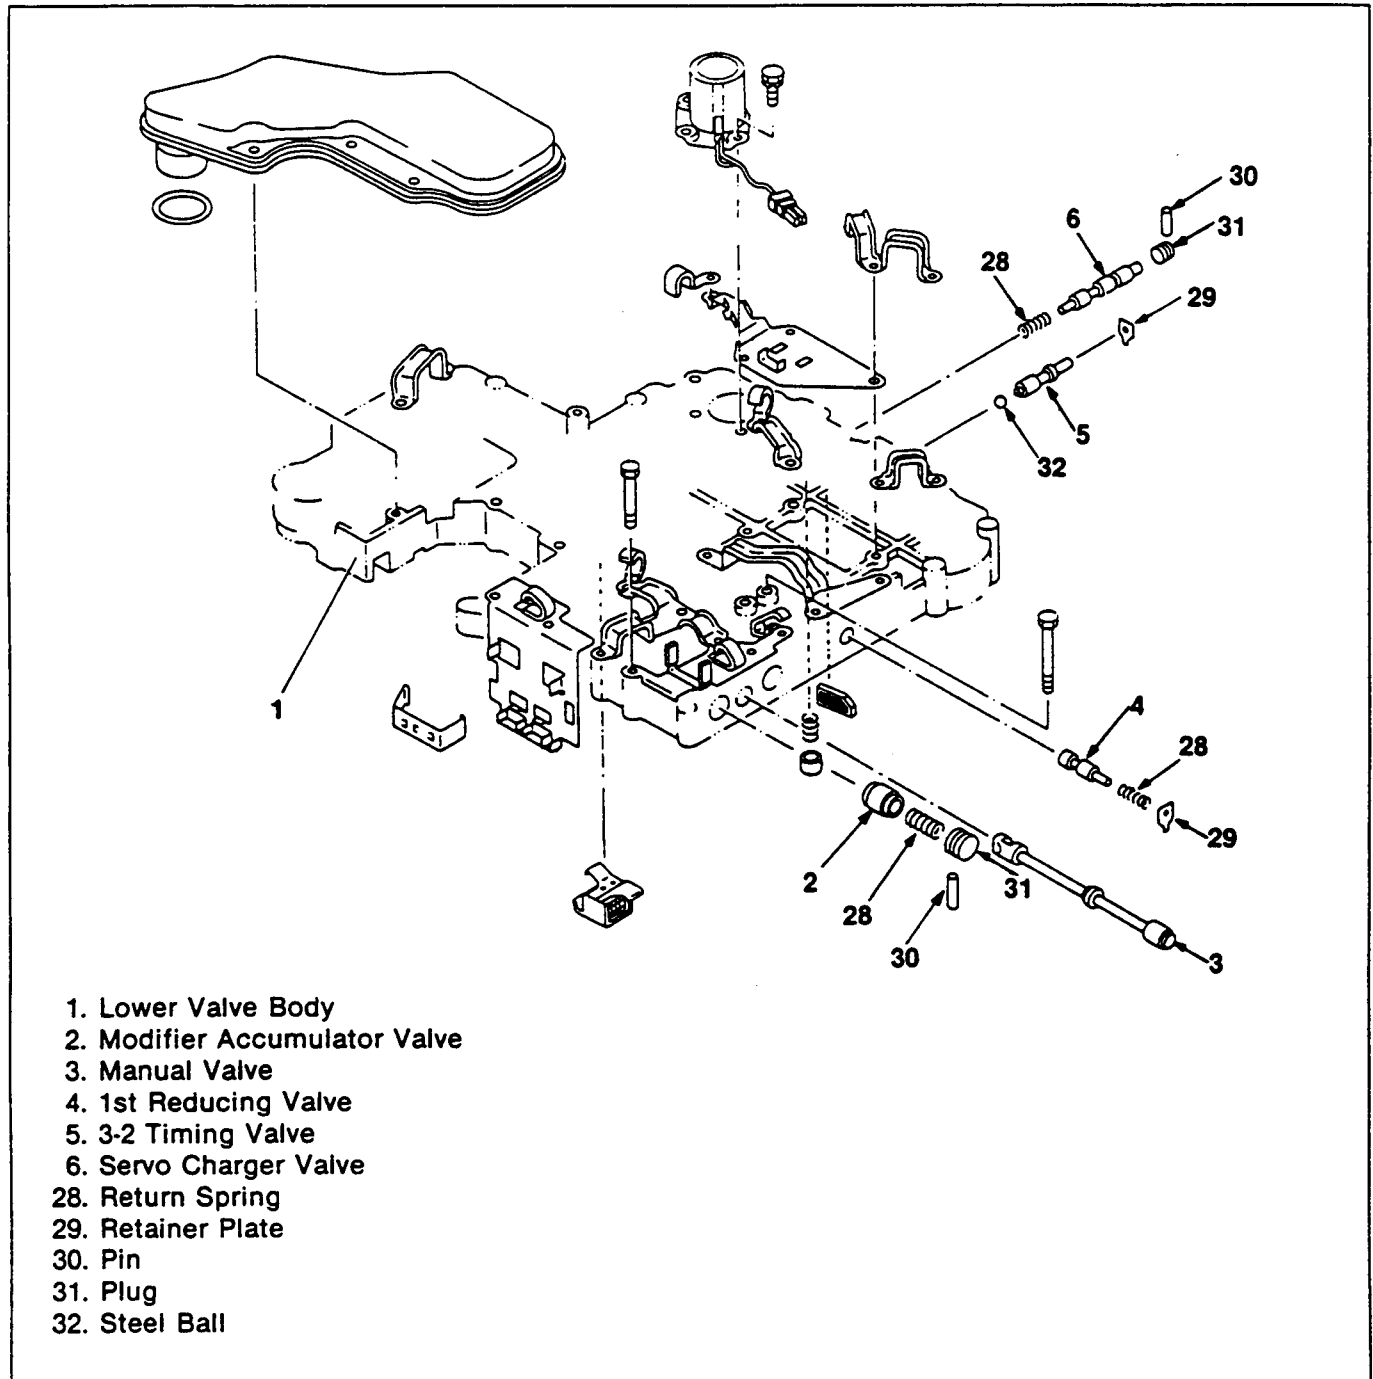 30
6
31
28
29
5
32
1
4
28
29
2
31
28
30
3
1. Lower Valve Body
2. Modifier Accumulator Valve
3. Manual Valve
4. 1st Reducing Valve
5. 3-2 Timing Valve
6. Servo Charger Valve
28. Return Spring
29. Retainer Plate
30. Pin
31. Plug
32. Steel Ball